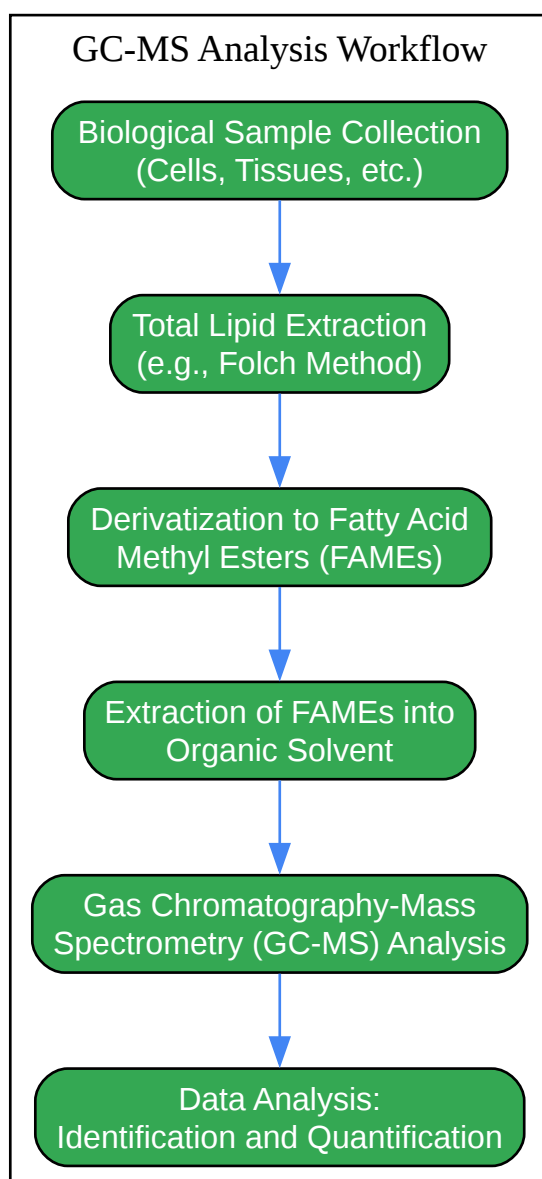 GC-MS Analysis Workflow
Biological Sample Collection
(Cells, Tissues, etc.)
Total Lipid Extraction
(e.g., Folch Method)
Derivatization to Fatty Acid
Methyl Esters (FAMEs)
Extraction of FAMEs into
Organic Solvent
Gas Chromatography-Mass
Spectrometry (GC-MS) Analysis
Data Analysis:
Identification and Quantification